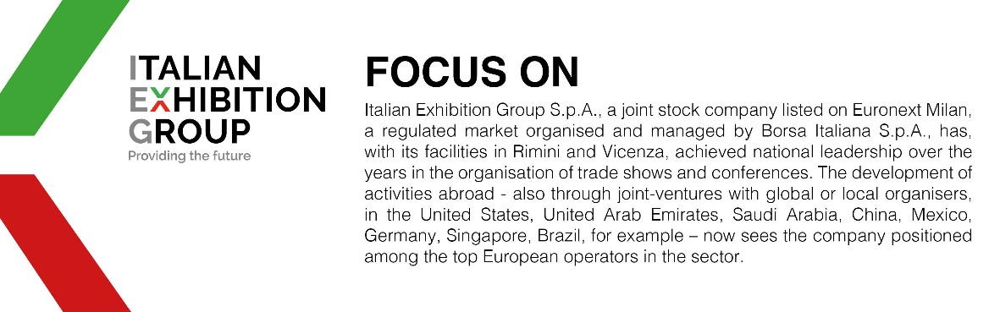 ITALIAN
EXHIBITION
GROUP
Providing the future
FOCUS ON
Italian Exhibition Group S.p.A., a joint stock company listed on Euronext Milan,
a regulated market organised and managed by Borsa Italiana S.p.A., has,
with its facilities in Rimini and Vicenza, achieved national leadership over the
years in the organisation of trade shows and conferences. The development of
activities abroad - also through joint-ventures with global or local organisers,
in the United States, United Arab Emirates, Saudi Arabia, China, Mexico,
Germany, Singapore, Brazil, for example – now sees the company positioned
among the top European operators in the sector.